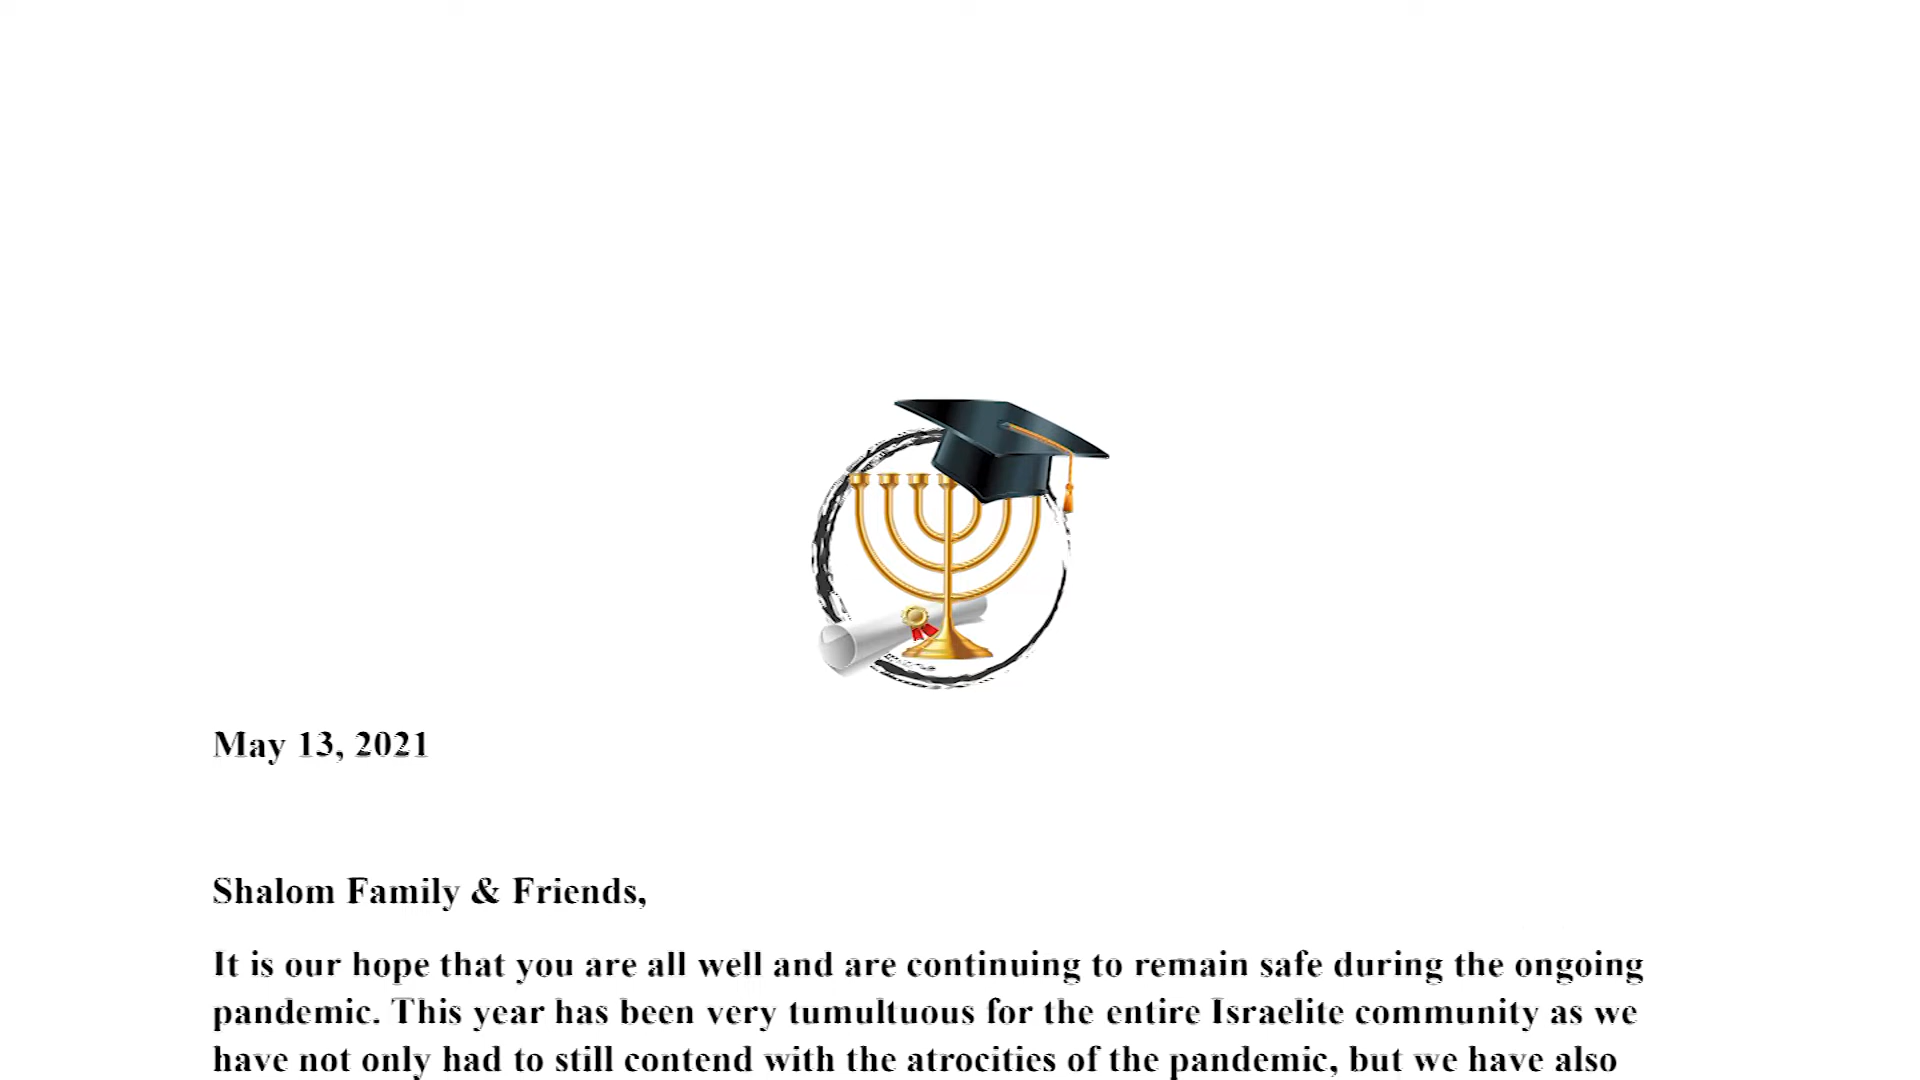 May 13, 2021
Shalom Family & Friends,
It is our hope that you are all well and are continuing to remain safe during the ongoing
pandemic. This year has been very tumultuous for the entire Israelite community as we
have not only had to still contend with the atrocities of the pandemic, but we have also